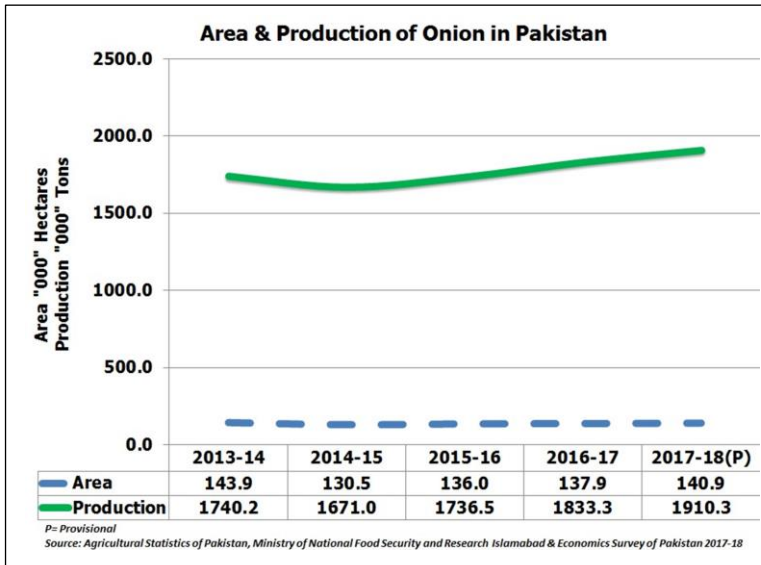 Area & Production of Onion in Pakistan
Area "000" Hectares
Production "000" Tons
2500.0
2000.0
1500.0
1000.0
500.0
0.0
2013-14 2014-15 2015-16 2016-17 2017-18(P)
Area 143.9 130.5 136.0 137.9 140.9
Production 1740.2 1671.0 1736.5 1833.3 1910.3
P= Provisional
Source: Agricultural Statistics of Pakistan, Ministry of National Food Security and Research Islamabad & Economics Survey of Pakistan 2017-18